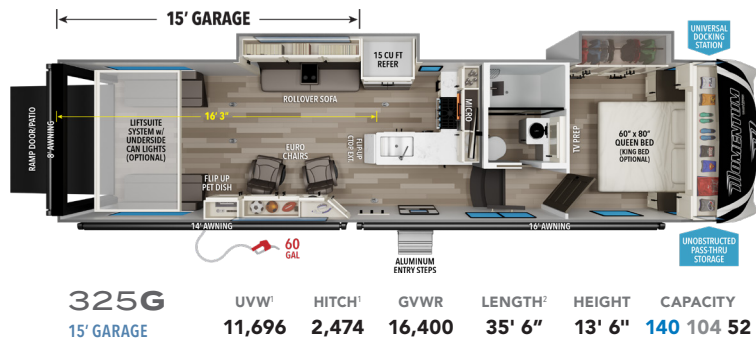 15' GARAGE
UNIVERSAL
DOCKING
STATION
15 CU FT
REFER
ROLLOVER SOFA
MICRO
16' 3"
LIFTSUITE
SYSTEM w/
UNDERSIDE
CAN LIGHTS
(OPTIONAL)
RAMP DOOR/PATIO
8' AWNING
EURO
CHAIRS
FLIP UP
CTOP EXT.
TV PREP
60" x 80"
QUEEN BED
(KING BED
OPTIONAL)
MOMENTUM
FLIP UP
PET DISH
14' AWNING
16' AWNING
60
GAL
ALUMINUM
ENTRY STEPS
UNOBSTRUCTED
PASS-THRU
STORAGE
325G
15' GARAGE
UVW¹ HITCH¹ GVWR LENGTH² HEIGHT CAPACITY
11,696 2,474 16,400 35' 6” 13' 6" 140 104 52